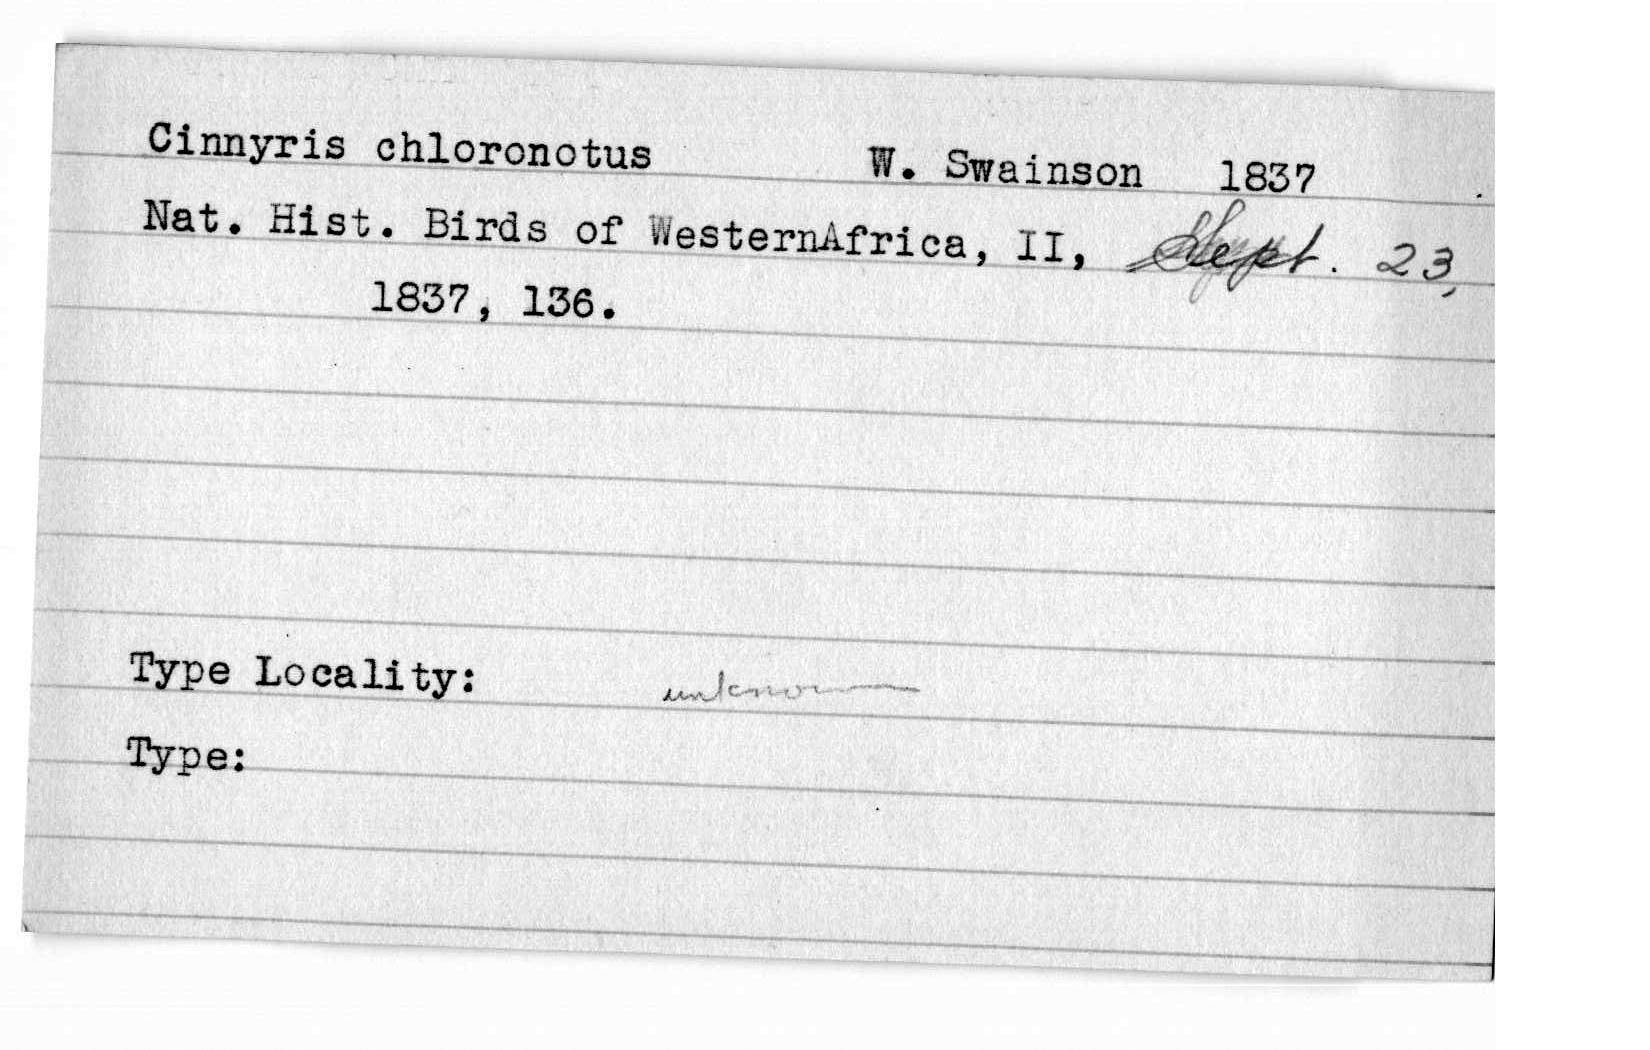 Cinnyris chloronotus W. Swainson 1837
Nat. Hist. Birds of WesternAfrica, II, Sept. 23,
1837, 136.
Type Locality: unknown
Type: